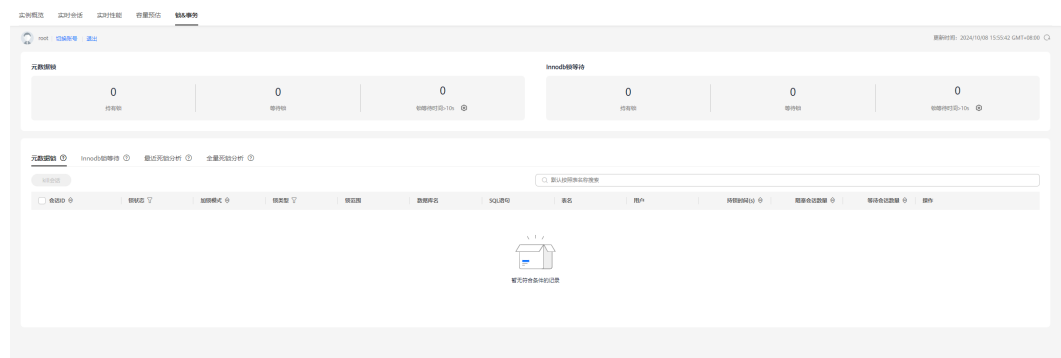 实例概览 实时会话 实时性能 容量预估 锁&事务
root 切换账号 退出 更新时间：2024/10/08 15:55:42 GMT+08:00
元数据锁 Innodb锁等待
0 0 0 0 0 0
持有锁 等待锁 锁等待时间>10s 持有锁 等待锁 锁等待时间>10s
元数据锁 Innodb锁等待 最近死锁分析 全量死锁分析
默认按照表名称搜索
会话ID 锁状态 加锁模式 锁类型 锁范围 数据库名 SQL语句 表名 用户 持锁时间(s) 阻塞会话数量 等待会话数量 操作
暂无符合条件的记录